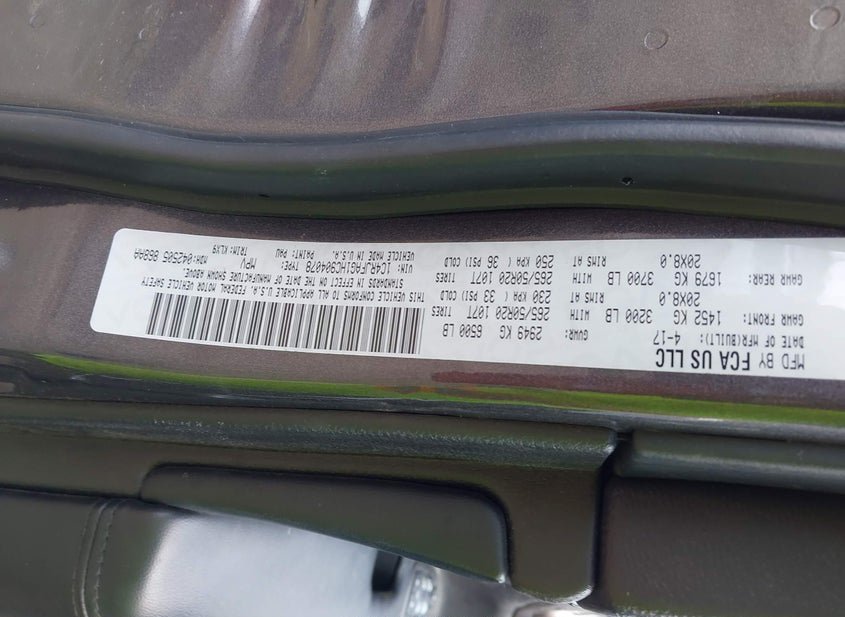 MFD BY FCA US LLC
DATE OF MFR(BUILT): 4-17 GWWR: 2949 KG 6500 LB
GAWR FRONT: 1452 KG 3200 LB WITH 265/50R20 107T TIRES
20X8.0 RIMS AT 230 KPA ( 33 PSI) COLD
GAWR REAR: 1679 KG 3700 LB WITH 265/50R20 107T TIRES
20X8.0 RIMS AT 250 KPA ( 36 PSI) COLD
THIS VEHICLE CONFORMS TO ALL APPLICABLE U.S.A. FEDERAL MOTOR VEHICLE SAFETY
STANDARDS IN EFFECT ON THE DATE OF MANUFACTURE SHOWN ABOVE.
VIN: 1C4RJFAG1HC904078 TYPE: MPV MDH:042505 868AA
VEHICLE MADE IN U.S.A. PAINT: PAU TRIM: KLX9